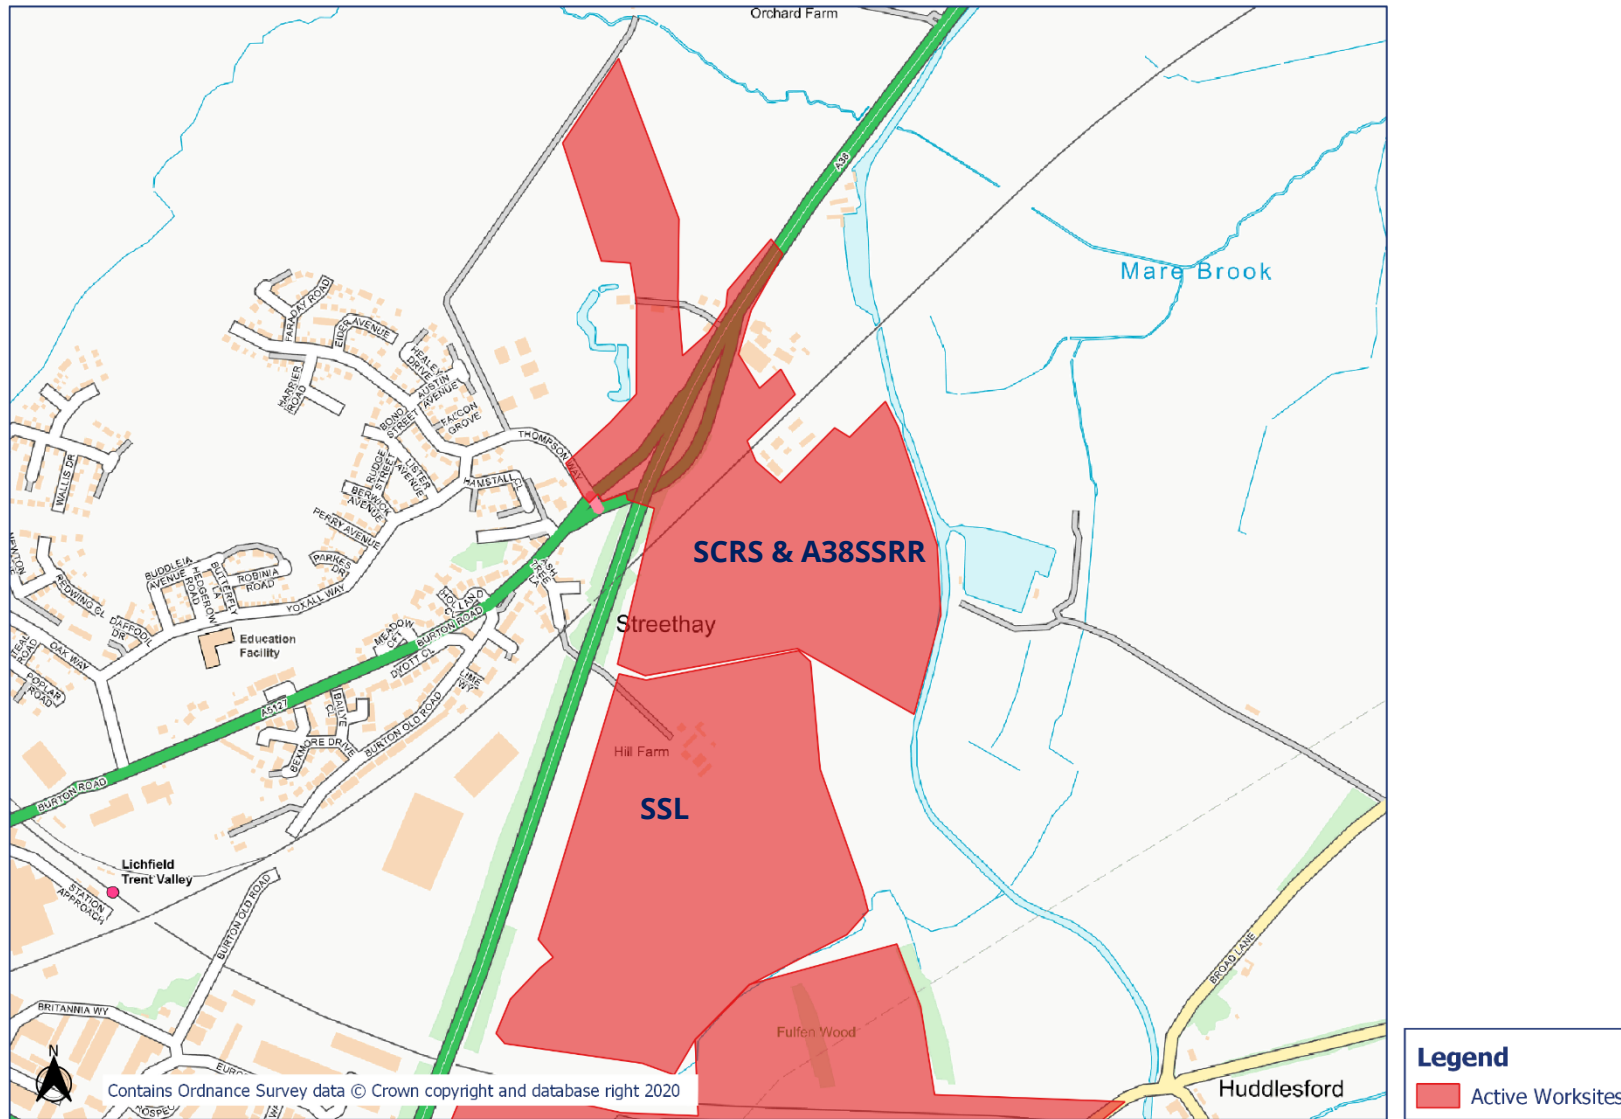 Orchard Farm
A38
Mare Brook
FARADAY ROAD
EIDER AVENUE
HARRIER
ROAD
HEALEY
DRIVE
AUSTIN
AVENUE
FALCON
GROVE
BOND
STREET
THOMPSON WAY
RUDGE
STREET
LISTER
AVENUE
WALLIS DR
BERWICK
AVENUE
HAMSTALL CL
PERRY AVENUE
PARKES
DR
SCRS & A38SSRR
BUDDLEIA
AVENUE
HEDGEROW
ROAD
BUTTERFLY
LA
ROBINIA
ROAD
YOXALL WAY
REDWING CL
DAFFODIL
DR
ASH
TREE
LA
HOLLAND
CL
MEADOW
CT
BURTON ROAD
Streethay
Education
Facility
OAK WAY
DYOTT CL
LIME
WY
POPLAR
ROAD
A5127
BAILYE
CL
BEXMORE DRIVE
BURTON OLD ROAD
Hill Farm
BURTON ROAD
SSL
Lichfield
Trent Valley
STATION
APPROACH
BURTON OLD ROAD
BROAD LANE
BRITANNIA WY
Fulfen Wood
N
Huddlesford
Contains Ordnance Survey data © Crown copyright and database right 2020
Legend
Active Worksites